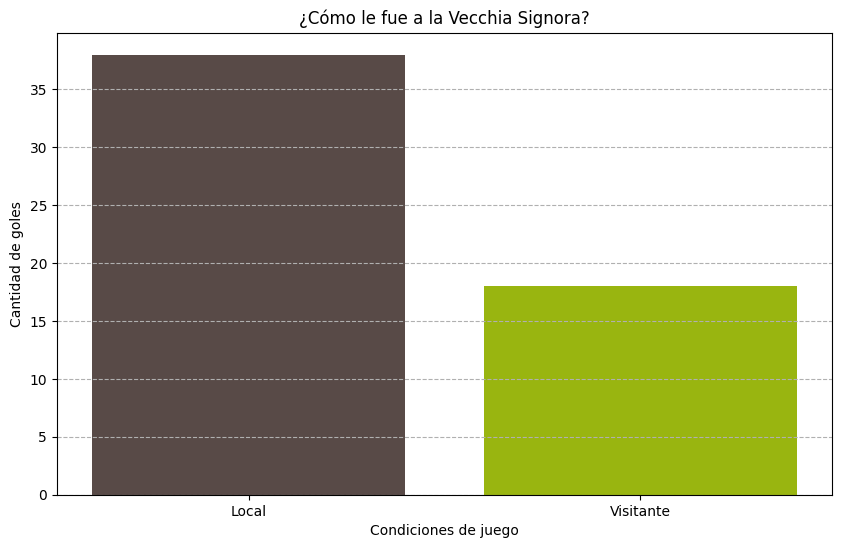 ¿Cómo le fue a la Vecchia Signora?
Cantidad de goles
35
30
25
20
15
10
5
0
Local
Visitante
Condiciones de juego